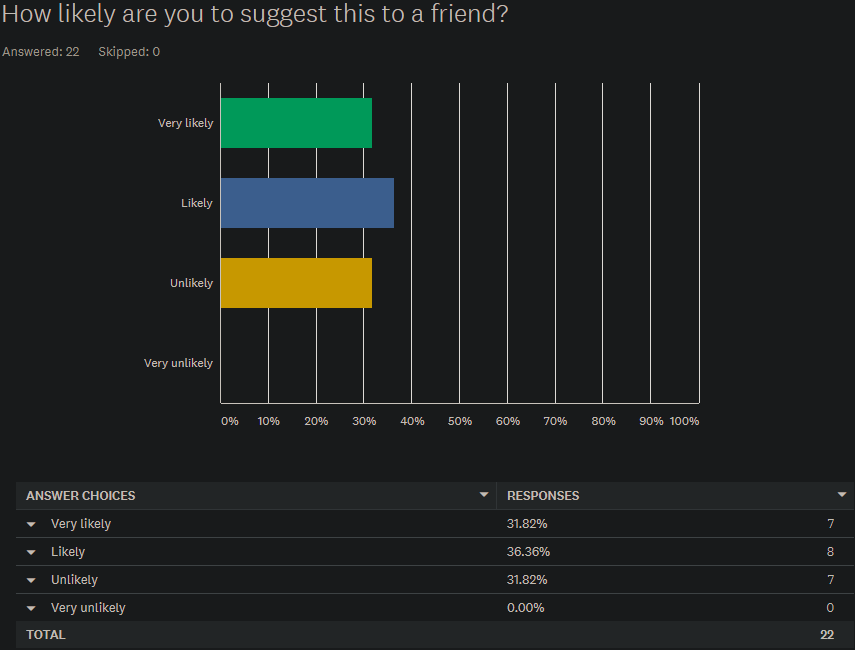 How likely are you to suggest this to a friend?
Answered: 22 Skipped: 0
Very likely
Likely
Unlikely
Very unlikely
0% 10% 20% 30% 40% 50% 60% 70% 80% 90% 100%
ANSWER CHOICES RESPONSES
Very likely 31.82% 7
Likely 36.36% 8
Unlikely 31.82% 7
Very unlikely 0.00% 0
TOTAL 22